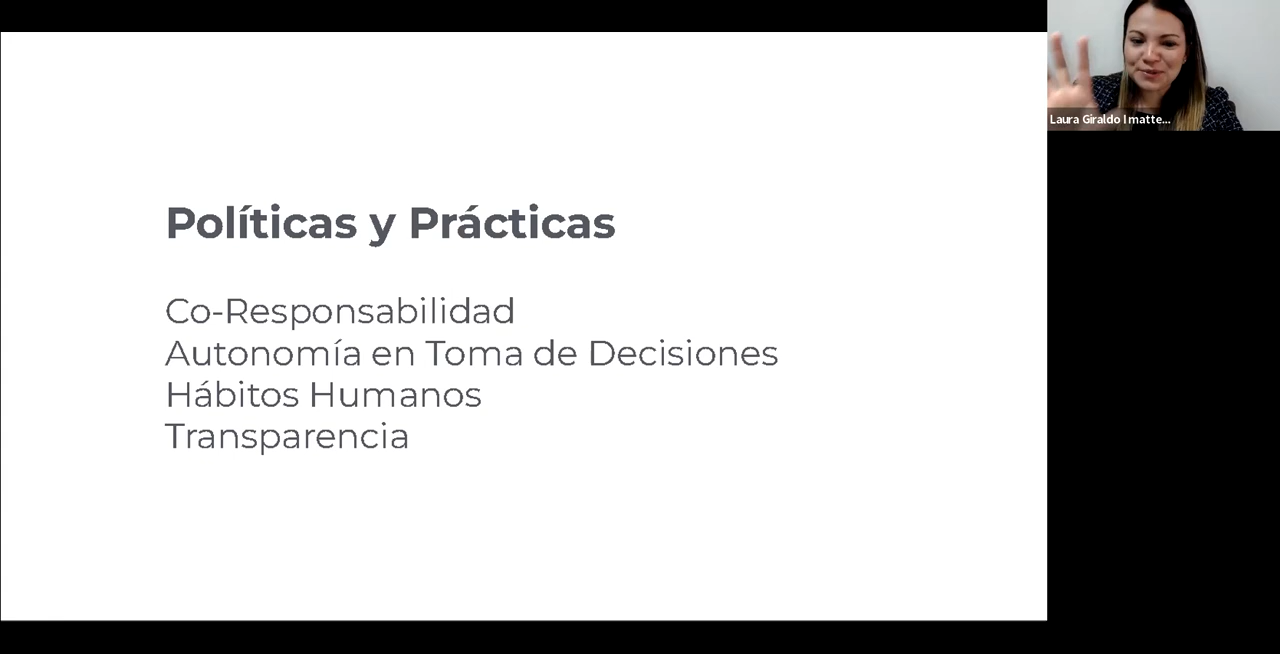 Políticas y Prácticas
Co-Responsabilidad
Autonomía en Toma de Decisiones
Hábitos Humanos
Transparencia
Laura Giraldo I matte...